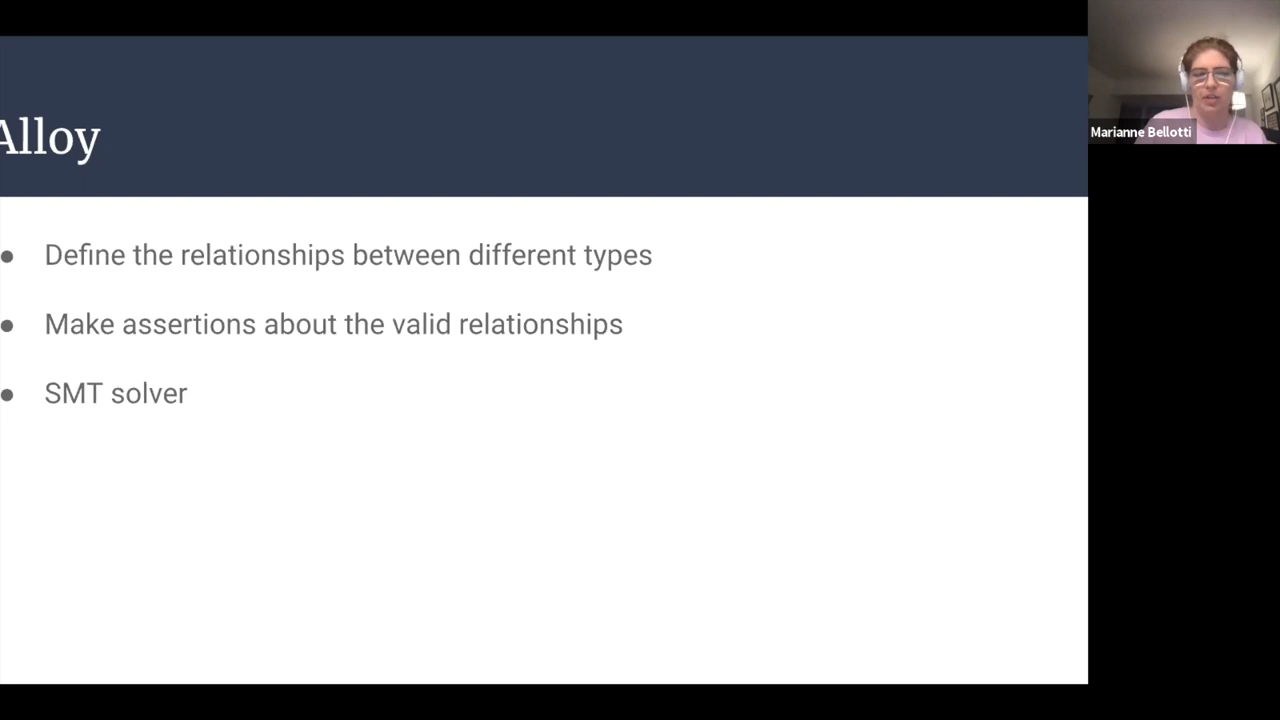 Alloy
● Define the relationships between different types
● Make assertions about the valid relationships
● SMT solver
Marianne Bellotti